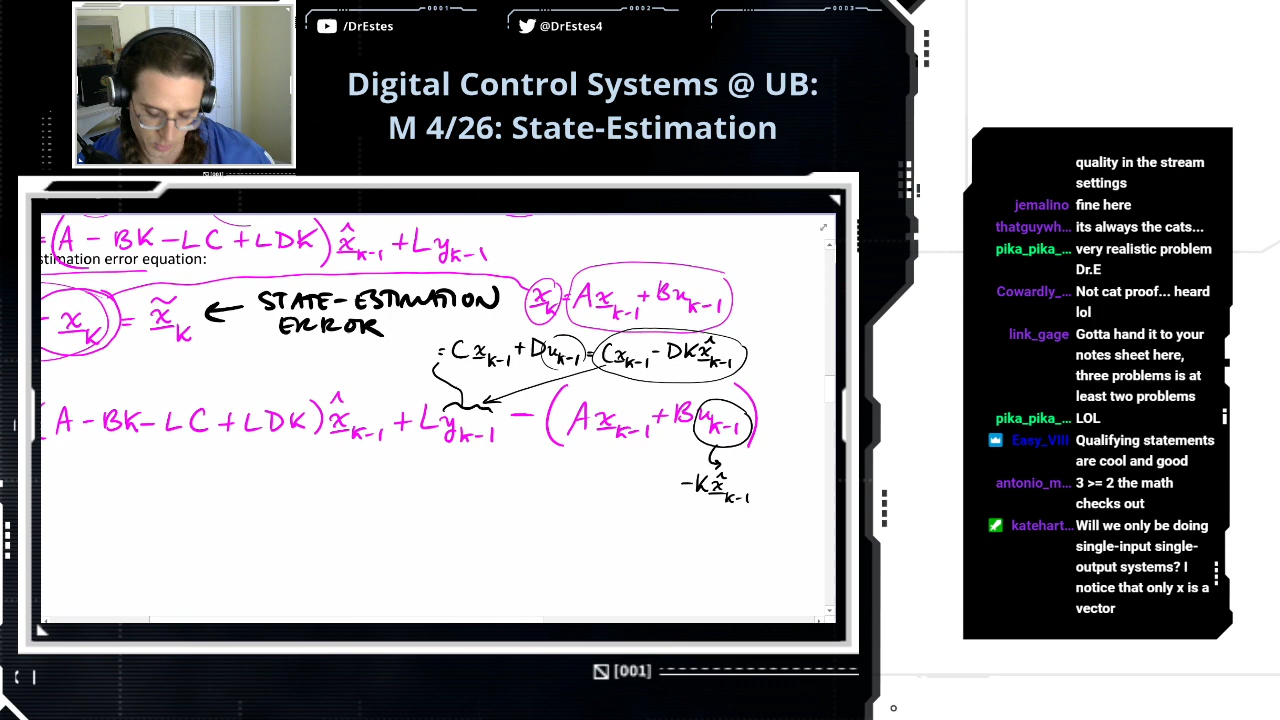 0001
0002
0003
/DrEstes
@DrEstes4
Digital Control Systems @ UB:
M 4/26: State-Estimation
[001]
= (A - BK - LC + LDK) x̂ₖ₋₁ + Lyₖ₋₁
stimation error equation:
- xₖ = x̃ₖ ← STATE-ESTIMATION
ERROR
xₖ = Axₖ₋₁ + Buₖ₋₁
= Cxₖ₋₁ + Duₖ₋₁ = Cxₖ₋₁ - DKx̂ₖ₋₁
[A - BK - LC + LDK) x̂ₖ₋₁ + Lyₖ₋₁ - (Axₖ₋₁ + Buₖ₋₁)
-Kx̂ₖ₋₁
[001]
quality in the stream
settings
jemalino fine here
thatguywh… its always the cats...
pika_pika_… very realistic problem
Dr.E
Cowardly_… Not cat proof... heard
lol
link_gage Gotta hand it to your
notes sheet here,
three problems is at
least two problems
pika_pika_… LOL
Easy_VIII Qualifying statements
are cool and good
antonio_m… 3 >= 2 the math
checks out
katehart… Will we only be doing
single-input single-
output systems? I
notice that only x is a
vector